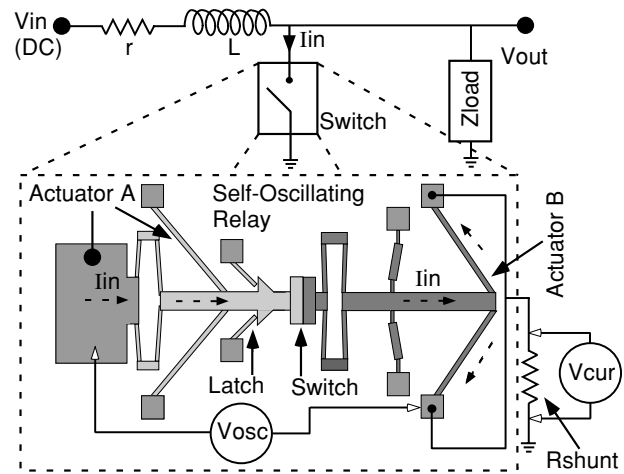 Vin
(DC)
r
L
Iin
Vout
Zload
Switch
Actuator A
Self-Oscillating
Relay
Actuator B
Iin
Iin
Latch
Switch
Vosc
Vcur
Rshunt